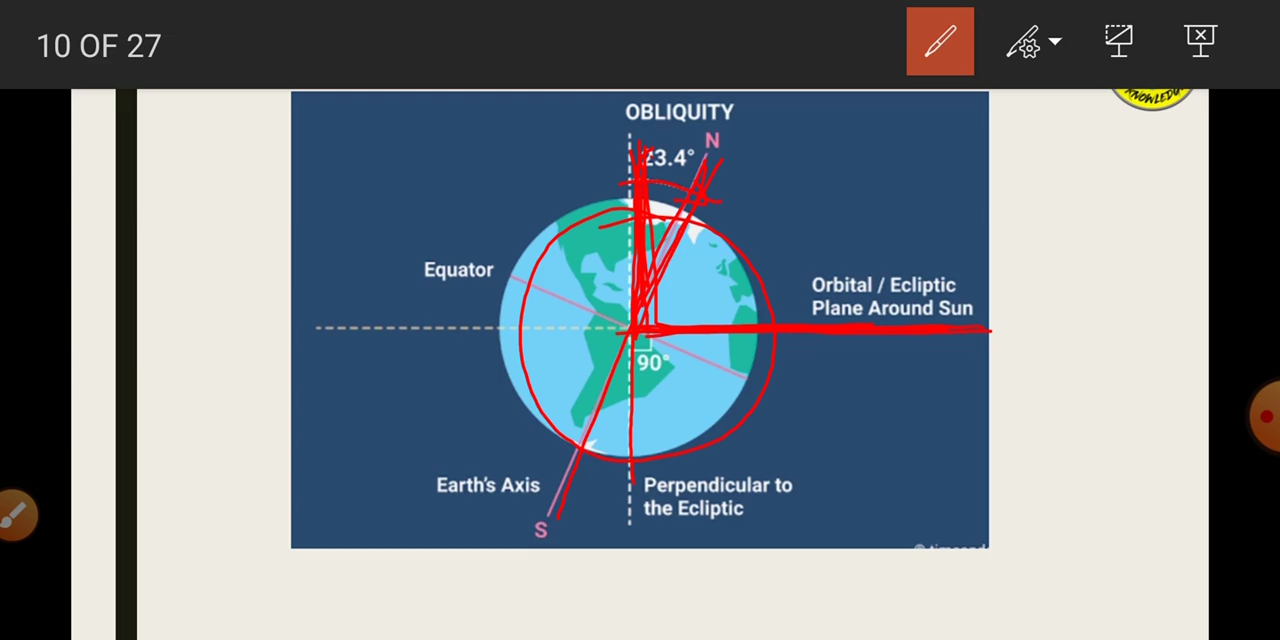 10 OF 27
KNOWLEDGE
OBLIQUITY
N
23.4°
Equator
Orbital / Ecliptic
Plane Around Sun
90°
Earth's Axis
Perpendicular to
the Ecliptic
S